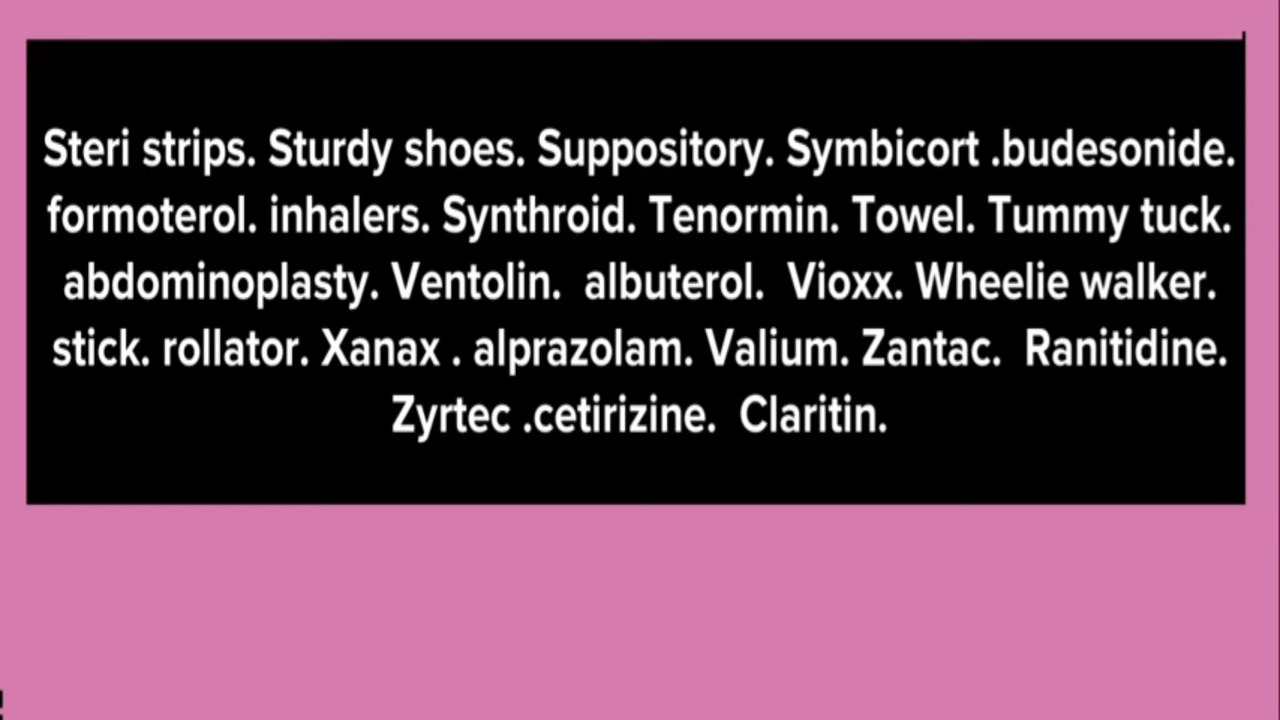 Steri strips. Sturdy shoes. Suppository. Symbicort .budesonide.
formoterol. inhalers. Synthroid. Tenormin. Towel. Tummy tuck.
abdominoplasty. Ventolin.  albuterol.  Vioxx. Wheelie walker.
stick. rollator. Xanax . alprazolam. Valium. Zantac.  Ranitidine.
Zyrtec .cetirizine.  Claritin.